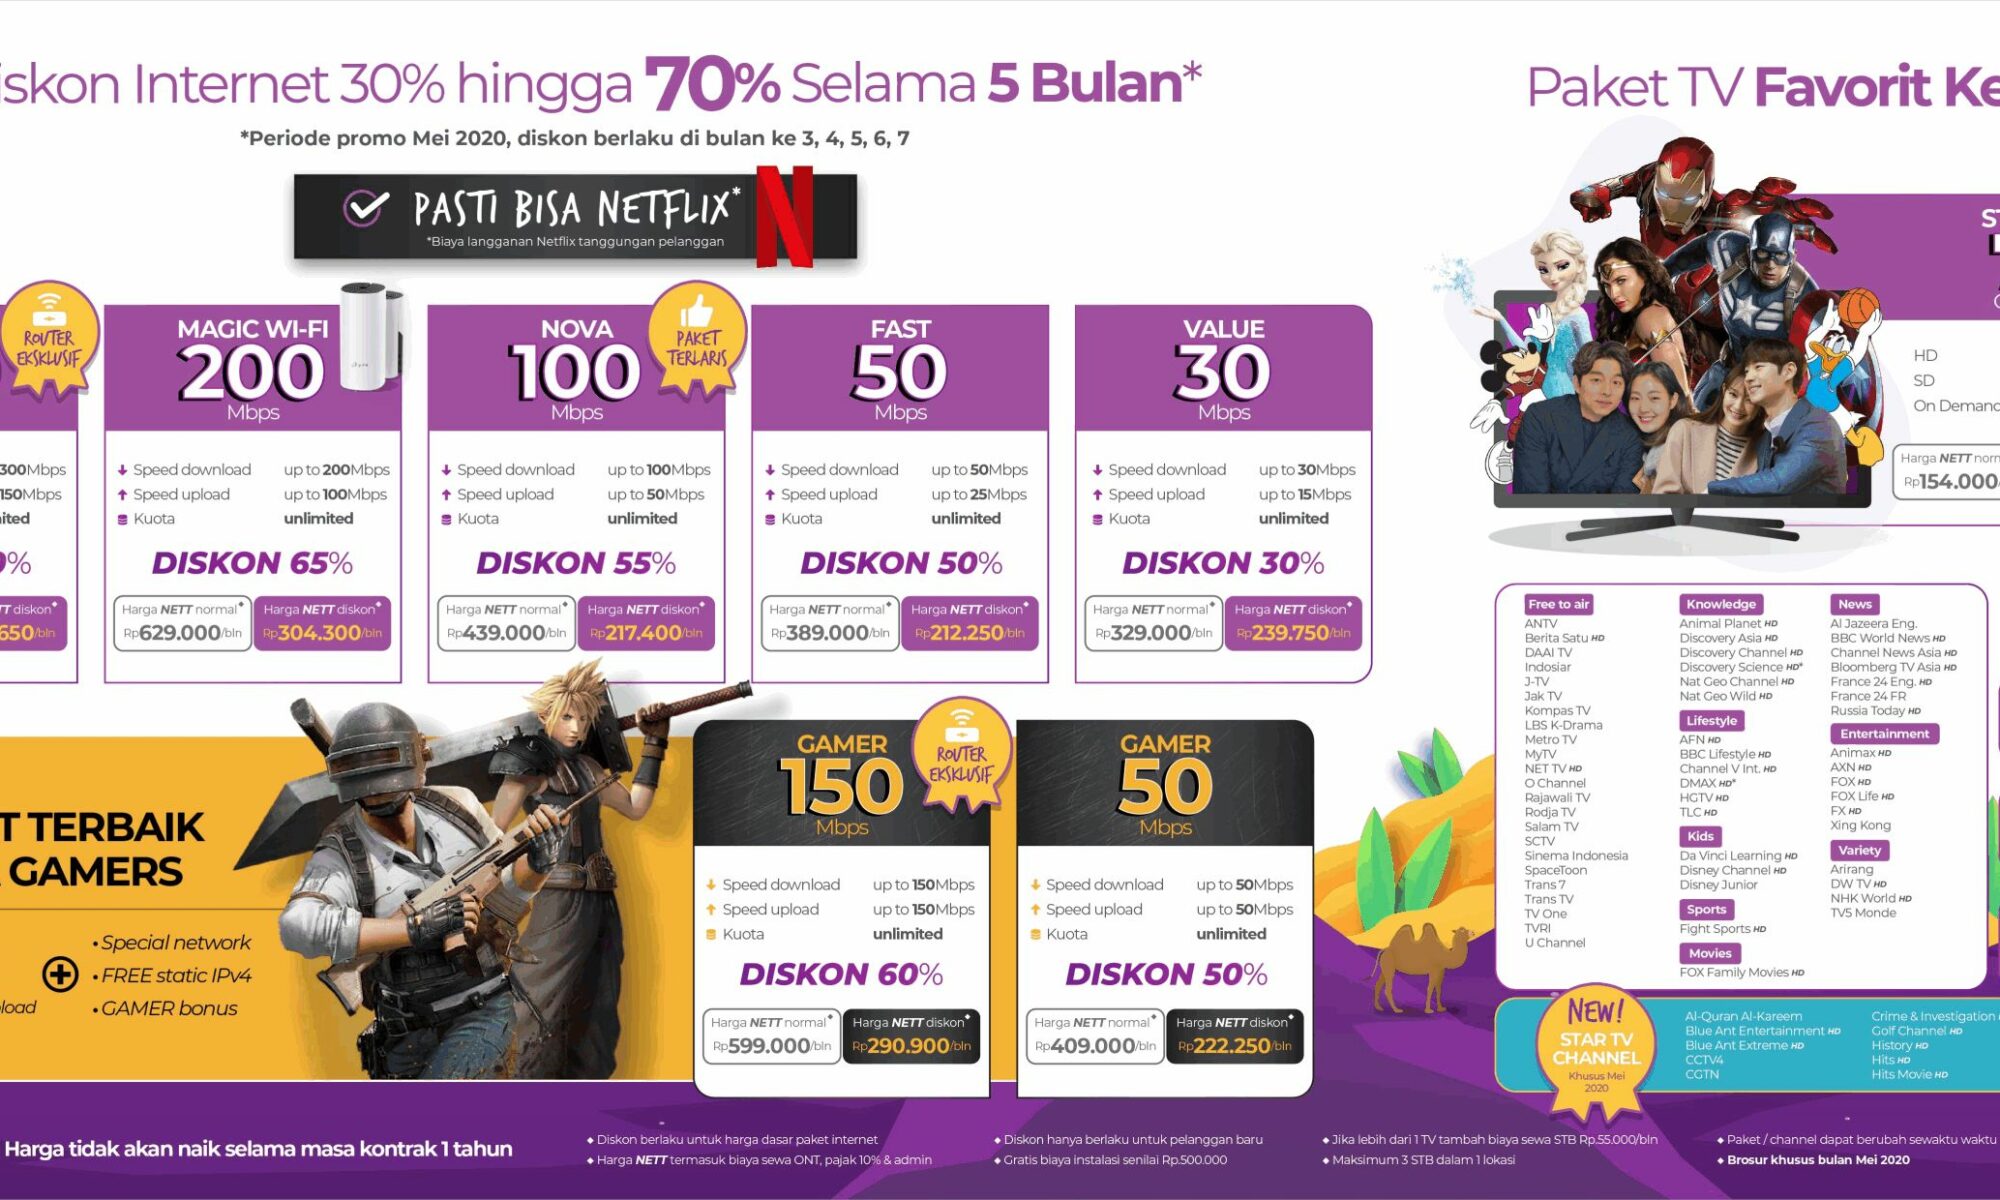 iskon Internet 30% hingga 70% Selama 5 Bulan*
*Periode promo Mei 2020, diskon berlaku di bulan ke 3, 4, 5, 6, 7
PASTI BISA NETFLIX*
*Biaya langganan Netflix tanggungan pelanggan
N
ROUTER
EKSKLUSIF
300Mbps
150Mbps
ited
9%
TT diskon♦
650/bln
MAGIC WI-FI
200
Mbps
Speed download up to 200Mbps
Speed upload up to 100Mbps
Kuota unlimited
DISKON 65%
Harga NETT normal♦
Rp629.000/bln
Harga NETT diskon♦
Rp304.300/bln
NOVA
100
Mbps
PAKET
TERLARIS
Speed download up to 100Mbps
Speed upload up to 50Mbps
Kuota unlimited
DISKON 55%
Harga NETT normal♦
Rp439.000/bln
Harga NETT diskon♦
Rp217.400/bln
FAST
50
Mbps
Speed download up to 50Mbps
Speed upload up to 25Mbps
Kuota unlimited
DISKON 50%
Harga NETT normal♦
Rp389.000/bln
Harga NETT diskon♦
Rp212.250/bln
VALUE
30
Mbps
Speed download up to 30Mbps
Speed upload up to 15Mbps
Kuota unlimited
DISKON 30%
Harga NETT normal♦
Rp329.000/bln
Harga NETT diskon♦
Rp239.750/bln
T TERBAIK
GAMERS
load
• Special network
• FREE static IPv4
• GAMER bonus
GAMER
150
Mbps
ROUTER
EKSKLUSIF
Speed download up to 150Mbps
Speed upload up to 150Mbps
Kuota unlimited
DISKON 60%
Harga NETT normal♦
Rp599.000/bln
Harga NETT diskon♦
Rp290.900/bln
GAMER
50
Mbps
Speed download up to 50Mbps
Speed upload up to 50Mbps
Kuota unlimited
DISKON 50%
Harga NETT normal♦
Rp409.000/bln
Harga NETT diskon♦
Rp222.250/bln
Paket TV Favorit Ke
A
ST
HD
SD
On Demand
Harga NETT norm
Rp154.000
Free to air
ANTV
Berita Satu HD
DAAI TV
Indosiar
J-TV
Jak TV
Kompas TV
LBS K-Drama
Metro TV
MyTV
NET TV HD
O Channel
Rajawali TV
Rodja TV
Salam TV
SCTV
Sinema Indonesia
SpaceToon
Trans 7
Trans TV
TV One
TVRI
U Channel
Knowledge
Animal Planet HD
Discovery Asia HD
Discovery Channel HD
Discovery Science HD*
Nat Geo Channel HD
Nat Geo Wild HD
Lifestyle
AFN HD
BBC Lifestyle HD
Channel V Int. HD
DMAX HD*
HGTV HD
TLC HD
Kids
Da Vinci Learning HD
Disney Channel HD
Disney Junior
Sports
Fight Sports HD
Movies
FOX Family Movies HD
News
Al Jazeera Eng.
BBC World News HD
Channel News Asia HD
Bloomberg TV Asia HD
France 24 Eng. HD
France 24 FR
Russia Today HD
Entertainment
Animax HD
AXN HD
FOX HD
FOX Life HD
FX HD
Xing Kong
Variety
Arirang
DW TV HD
NHK World HD
TV5 Monde
NEW!
STAR TV
CHANNEL
Khusus Mei
2020
Al-Quran Al-Kareem
Blue Ant Entertainment HD
Blue Ant Extreme HD
CCTV4
CGTN
Crime & Investigation
Golf Channel HD
History HD
Hits HD
Hits Movie HD
Harga tidak akan naik selama masa kontrak 1 tahun
♦ Diskon berlaku untuk harga dasar paket internet
♦ Harga NETT termasuk biaya sewa ONT, pajak 10% & admin
♦ Diskon hanya berlaku untuk pelanggan baru
♦ Gratis biaya instalasi senilai Rp.500.000
♦ Jika lebih dari 1 TV tambah biaya sewa STB Rp.55.000/bln
♦ Maksimum 3 STB dalam 1 lokasi
♦ Paket / channel dapat berubah sewaktu waktu
♦ Brosur khusus bulan Mei 2020